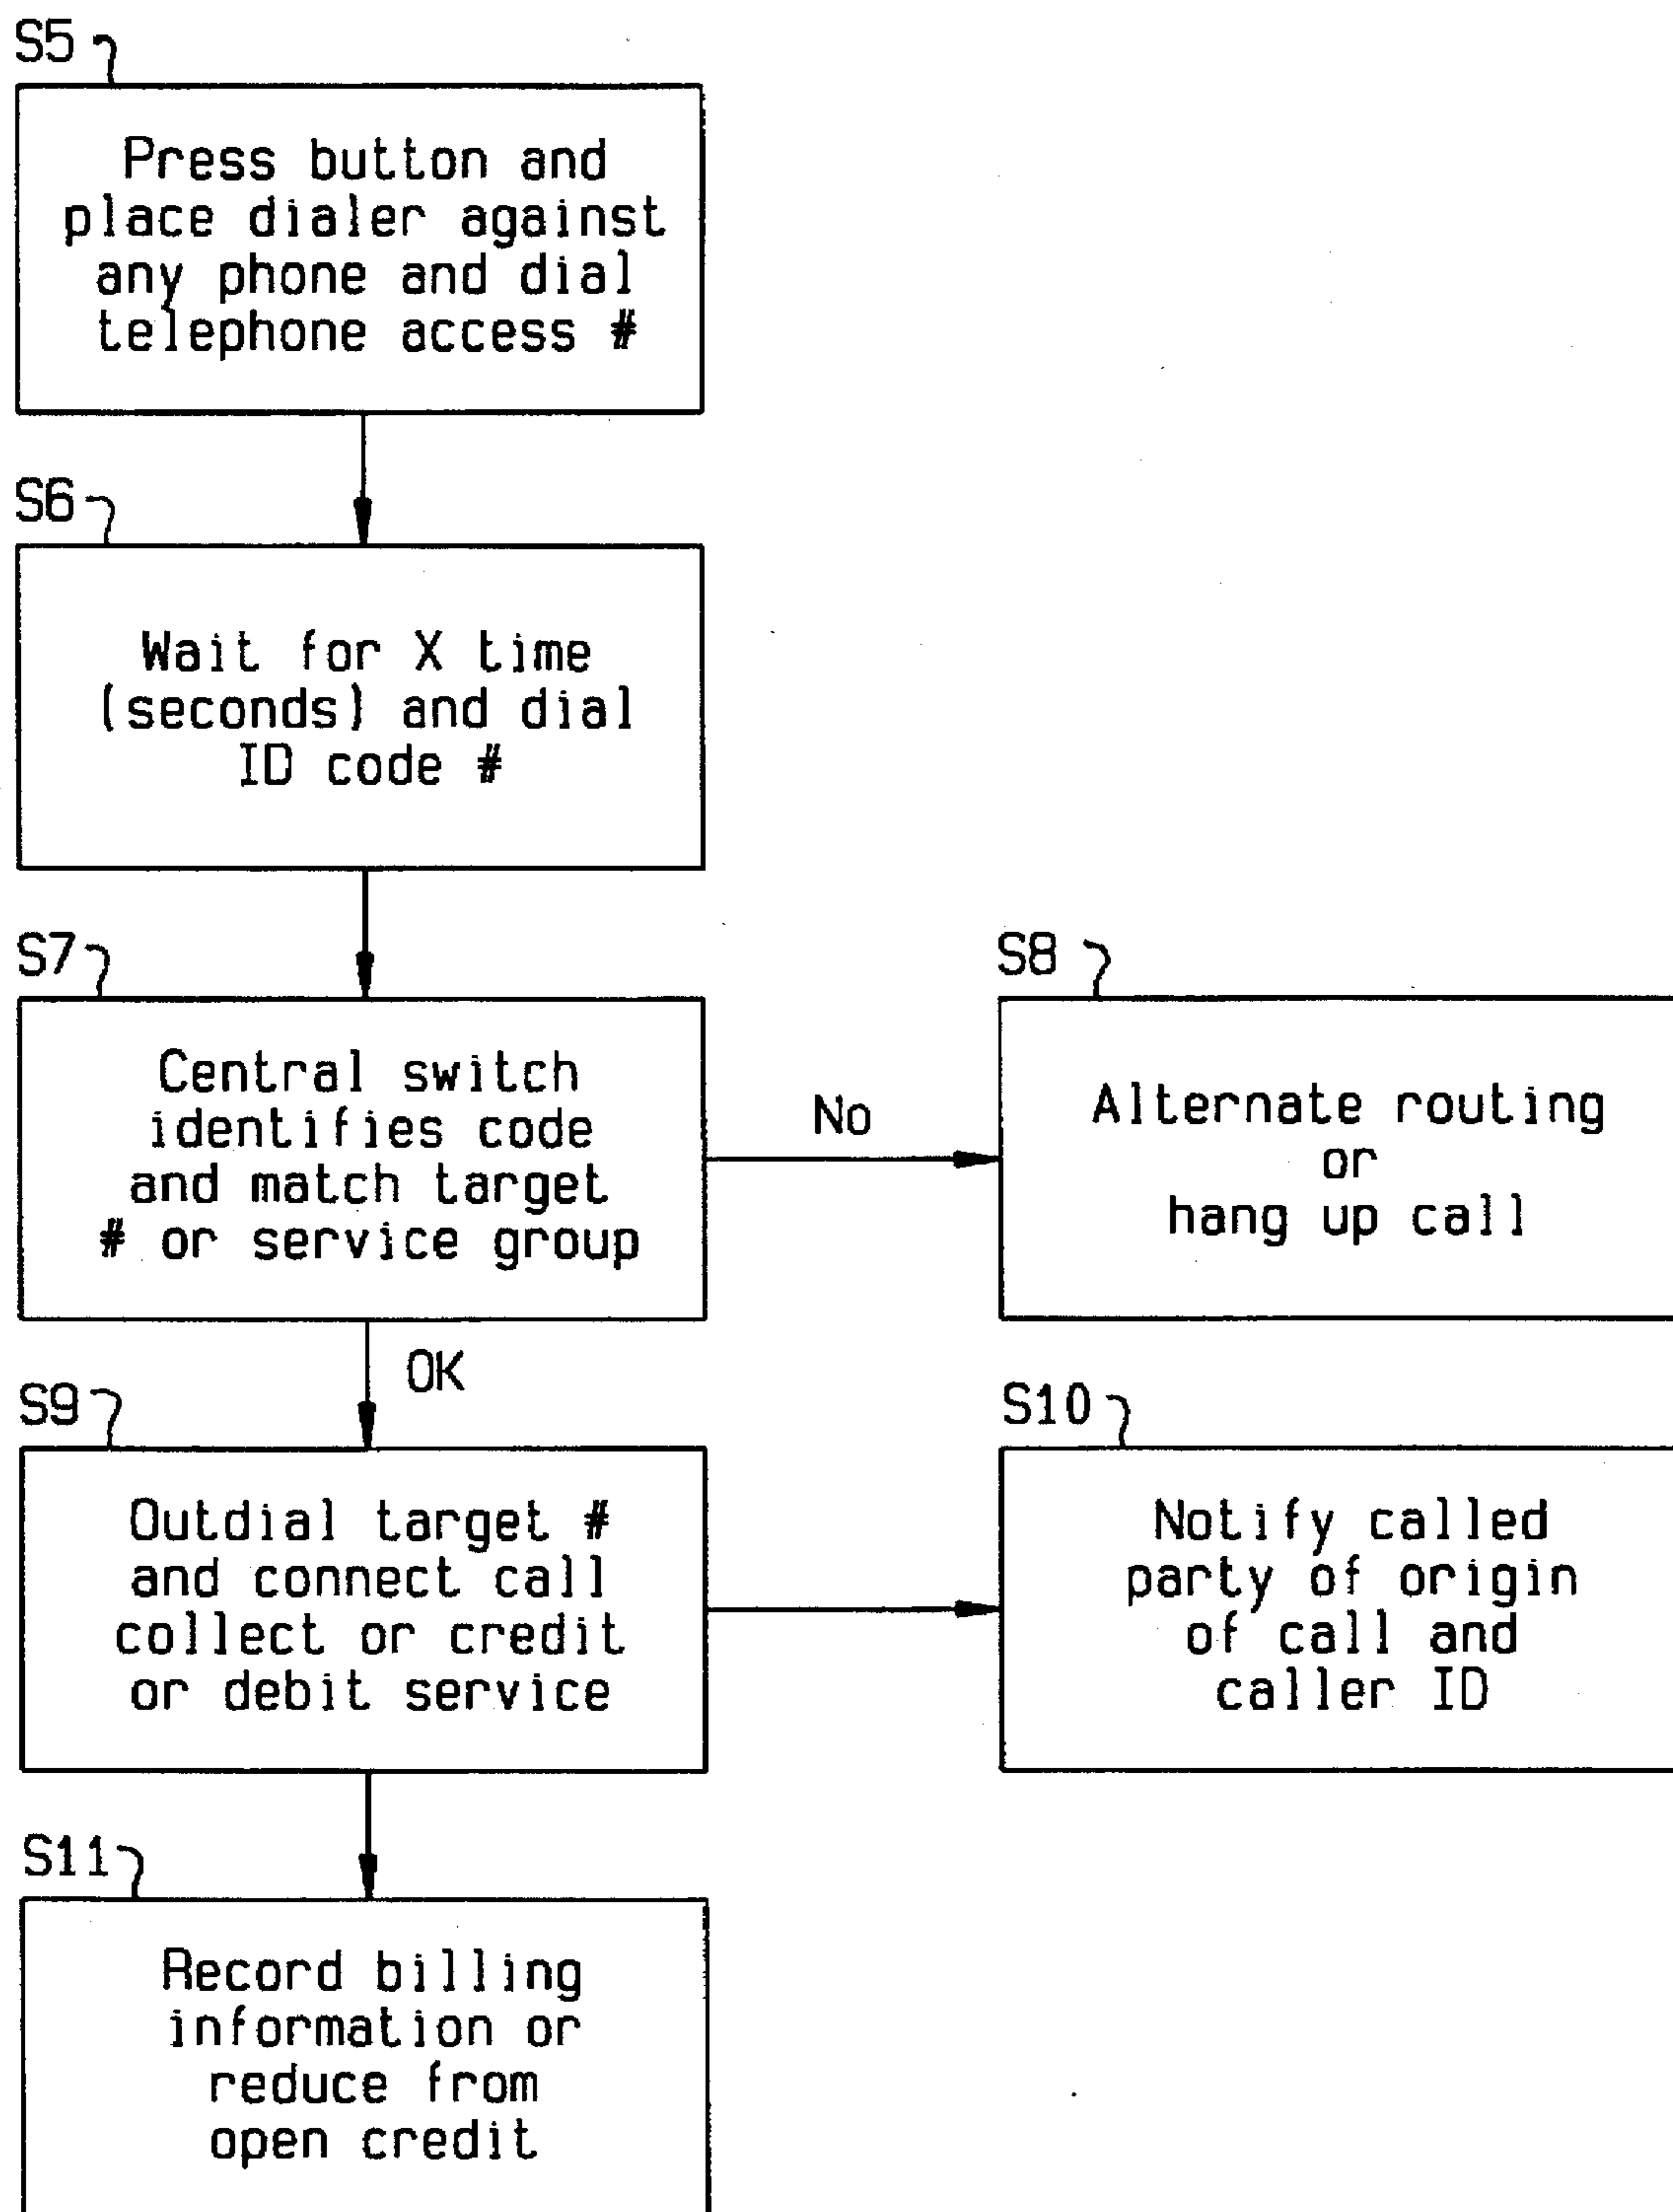 S5
Press button and
place dialer against
any phone and dial
telephone access #
S6
Wait for X time
(seconds) and dial
ID code #
S7
Central switch
identifies code
and match target
# or service group
No
S8
Alternate routing
or
hang up call
OK
S9
Outdial target #
and connect call
collect or credit
or debit service
S10
Notify called
party of origin
of call and
caller ID
S11
Record billing
information or
reduce from
open credit